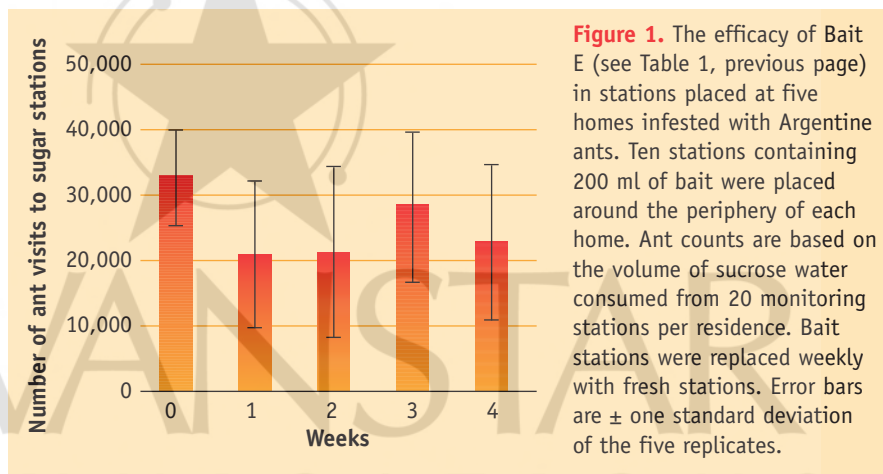 Number of ant visits to sugar stations
50,000
40,000
30,000
20,000
10,000
0
0 1 2 3 4
Weeks
Figure 1. The efficacy of Bait
E (see Table 1, previous page)
in stations placed at five
homes infested with Argentine
ants. Ten stations containing
200 ml of bait were placed
around the periphery of each
home. Ant counts are based on
the volume of sucrose water
consumed from 20 monitoring
stations per residence. Bait
stations were replaced weekly
with fresh stations. Error bars
are ± one standard deviation
of the five replicates.
VANSTAR